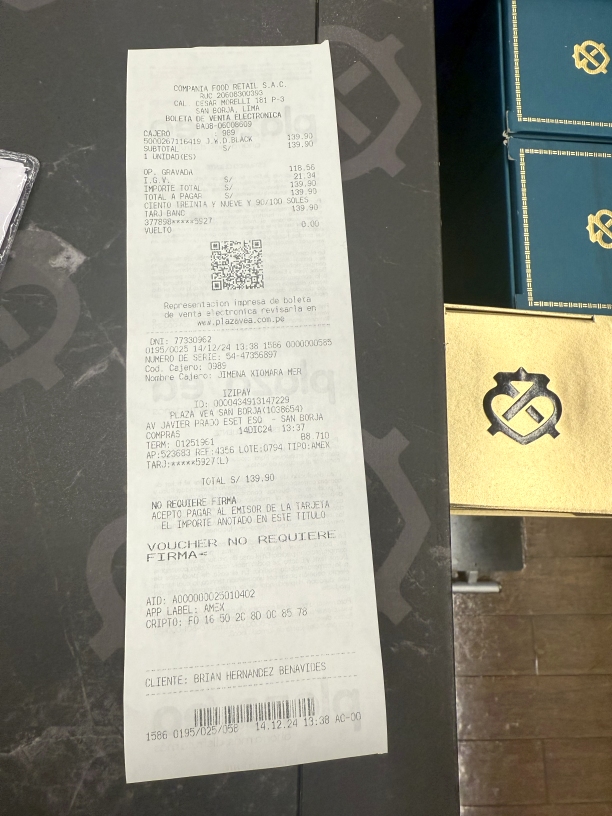 COMPANIA FOOD RETAIL S.A.C.
RUC 20608300393
CAL. CESAR MORELLI 181 P-3
SAN BORJA, LIMA
BOLETA DE VENTA ELECTRONICA
BAJB-06008609
CAJERO 989
5000267116419 J.W.D.BLACK 139.90
SUBTOTAL S/ 139.90
1 UNIDAD(ES)
OP. GRAVADA 118.56
I.G.V. S/ 21.34
IMPORTE TOTAL S/ 139.90
TOTAL A PAGAR S/ 139.90
CIENTO TREINTA Y NUEVE Y 90/100 SOLES
TARJ BANC 139.90
377898*****5927
VUELTO 0.00
Representacion impresa de boleta
de venta electronica revisarla en
www.plazavea.com.pe
DNI: 77330962
0195/0025 14/12/24 13:38 1586 0000000585
NUMERO DE SERIE: 54-47356897
Cod. Cajero: 0989
Nombre Cajero: JIMENA XIOMARA MER
IZIPAY
ID: 0000434913147229
PLAZA VEA SAN BORJA(1038654)
AV JAVIER PRADO ESET ESQ - SAN BORJA
COMPRAS 14DIC24 13:37
TERM: 01251961 B8 710
AP:523683 REF:4356 LOTE:0794 TIPO:AMEX
TARJ:*****5927(L)
TOTAL S/ 139.90
NO REQUIERE FIRMA
ACEPTO PAGAR AL EMISOR DE LA TARJETA
EL IMPORTE ANOTADO EN ESTE TITULO
VOUCHER NO REQUIERE
FIRMA
AID: A000000025010402
APP LABEL: AMEX
CRIPTO: F0 16 50 2C 8D 0C 85 78
CLIENTE: BRIAN HERNANDEZ BENAVIDES
1586 0195/025/058 14.12.24 13:38 AC-00